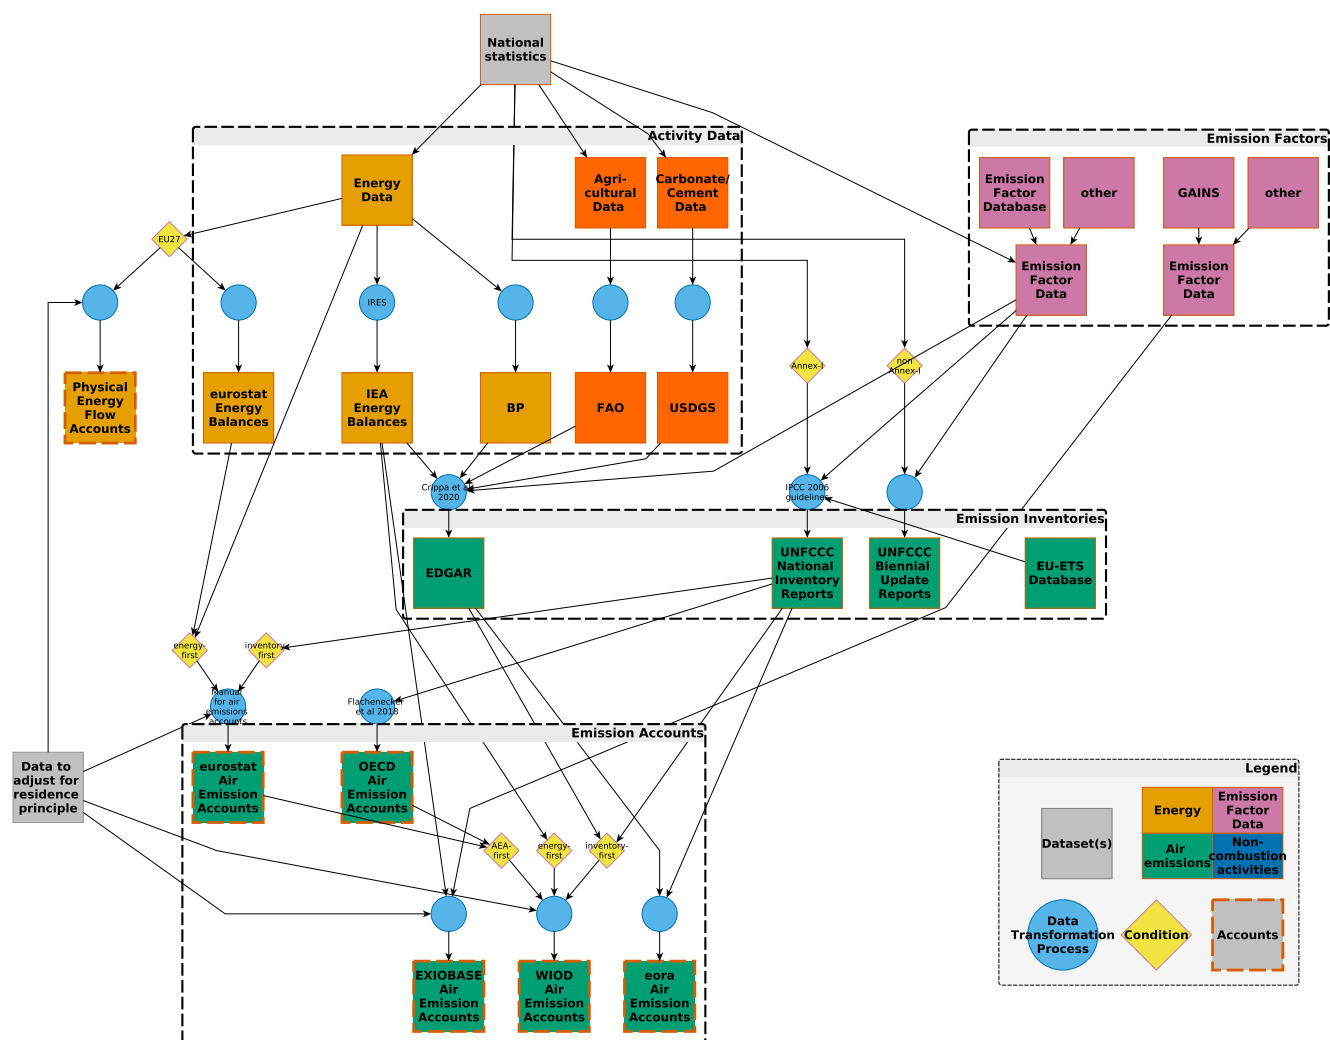 National
statistics
Activity Data
Emission Factors
Energy
Data
Agri-
cultural
Data
Carbonate/
Cement
Data
Emission
Factor
Database
other
GAINS
other
EU27
Emission
Factor
Data
Emission
Factor
Data
IRES
Annex-I
non
Annex-I
Physical
Energy
Flow
Accounts
eurostat
Energy
Balances
IEA
Energy
Balances
BP
FAO
USDGS
Crippa et al
2020
IPCC 2006
guidelines
Emission Inventories
EDGAR
UNFCCC
National
Inventory
Reports
UNFCCC
Biennial
Update
Reports
EU-ETS
Database
energy-
first
inventory-
first
Manual
for air
emissions
accounts
Flachenecker
et al 2018
Emission Accounts
Data to
adjust for
residence
principle
eurostat
Air
Emission
Accounts
OECD
Air
Emission
Accounts
AEA-
first
energy-
first
inventory-
first
EXIOBASE
Air
Emission
Accounts
WIOD
Air
Emission
Accounts
eora
Air
Emission
Accounts
Legend
Dataset(s)
Energy
Emission
Factor
Data
Air
emissions
Non-
combustion
activities
Data
Transformation
Process
Condition
Accounts